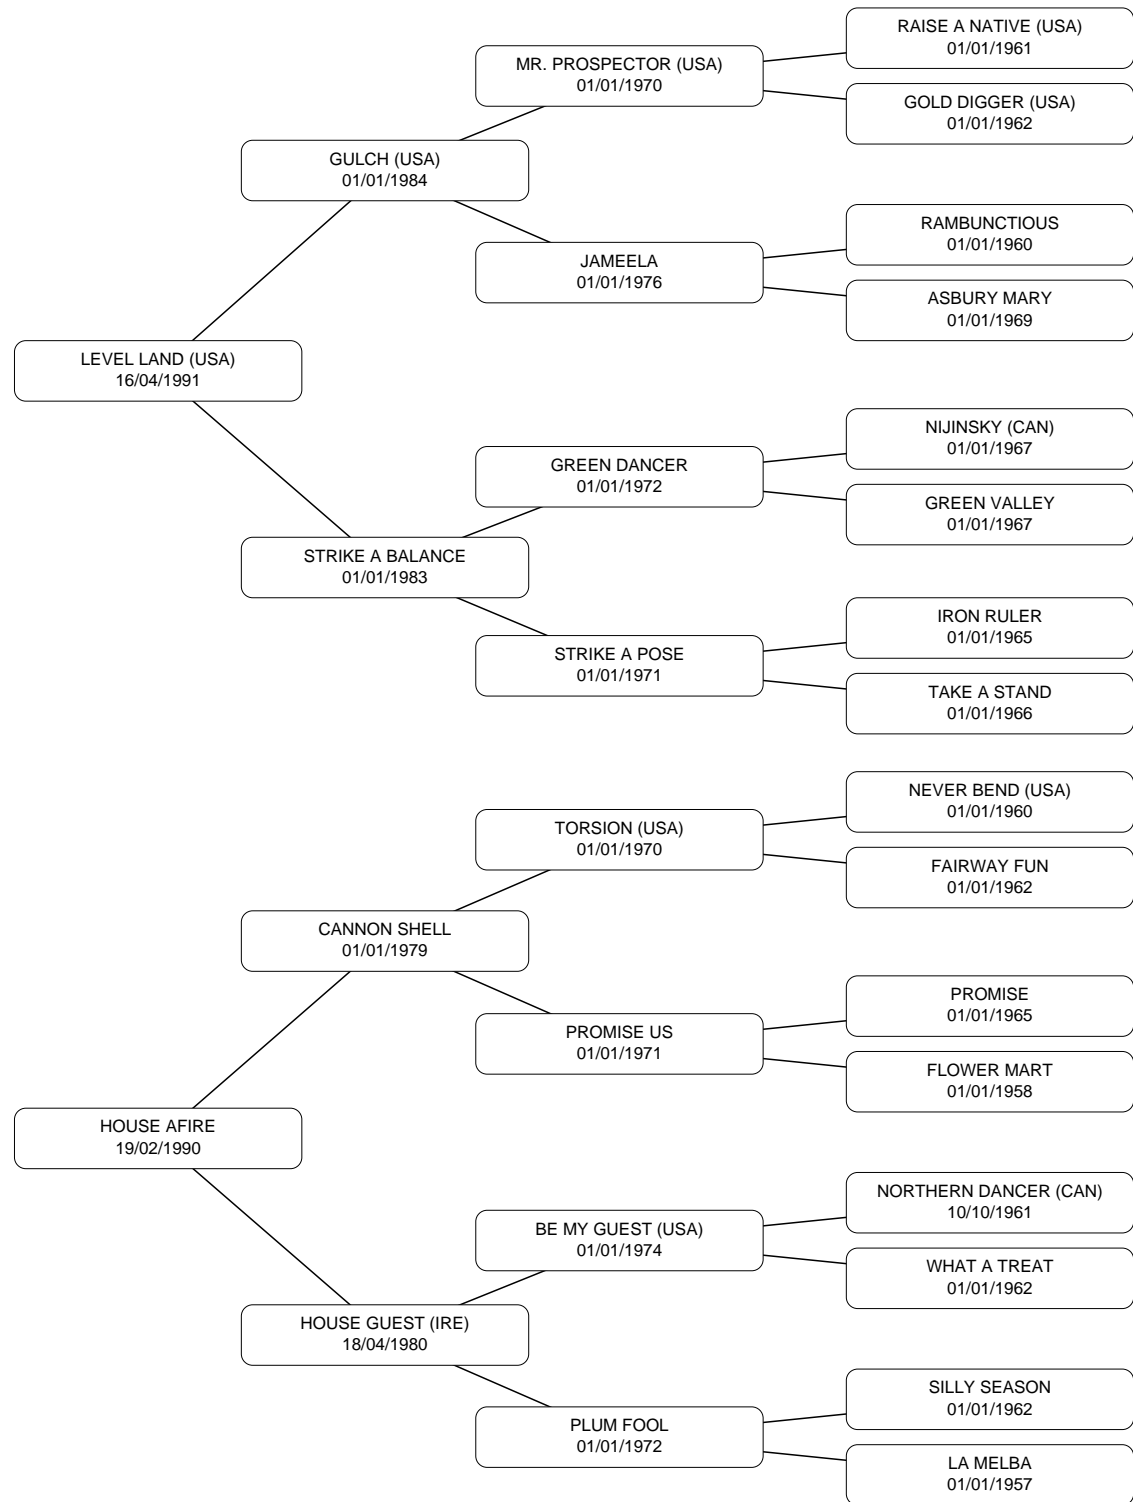 RAISE A NATIVE (USA)
01/01/1961
MR. PROSPECTOR (USA)
01/01/1970
GOLD DIGGER (USA)
01/01/1962
GULCH (USA)
01/01/1984
RAMBUNCTIOUS
01/01/1960
JAMEELA
01/01/1976
ASBURY MARY
01/01/1969
LEVEL LAND (USA)
16/04/1991
NIJINSKY (CAN)
01/01/1967
GREEN DANCER
01/01/1972
GREEN VALLEY
01/01/1967
STRIKE A BALANCE
01/01/1983
IRON RULER
01/01/1965
STRIKE A POSE
01/01/1971
TAKE A STAND
01/01/1966
NEVER BEND (USA)
01/01/1960
TORSION (USA)
01/01/1970
FAIRWAY FUN
01/01/1962
CANNON SHELL
01/01/1979
PROMISE
01/01/1965
PROMISE US
01/01/1971
FLOWER MART
01/01/1958
HOUSE AFIRE
19/02/1990
NORTHERN DANCER (CAN)
10/10/1961
BE MY GUEST (USA)
01/01/1974
WHAT A TREAT
01/01/1962
HOUSE GUEST (IRE)
18/04/1980
SILLY SEASON
01/01/1962
PLUM FOOL
01/01/1972
LA MELBA
01/01/1957